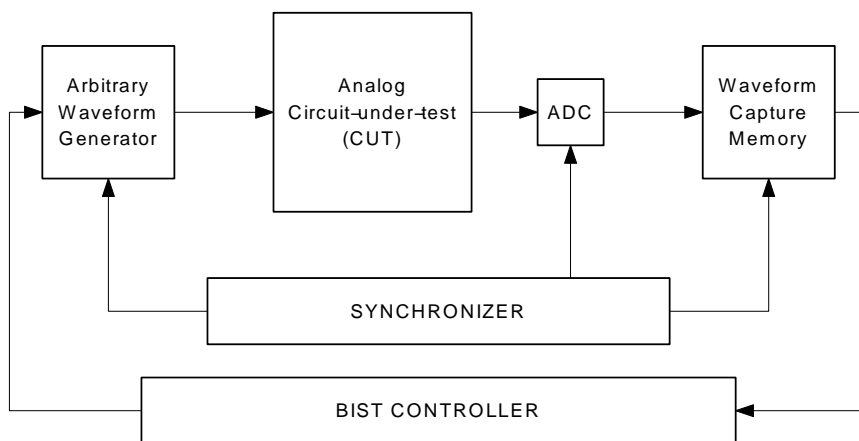 Arbitrary
Waveform
Generator
Analog
Circuit-under-test
(CUT)
ADC
Waveform
Capture
Memory
SYNCHRONIZER
BIST CONTROLLER